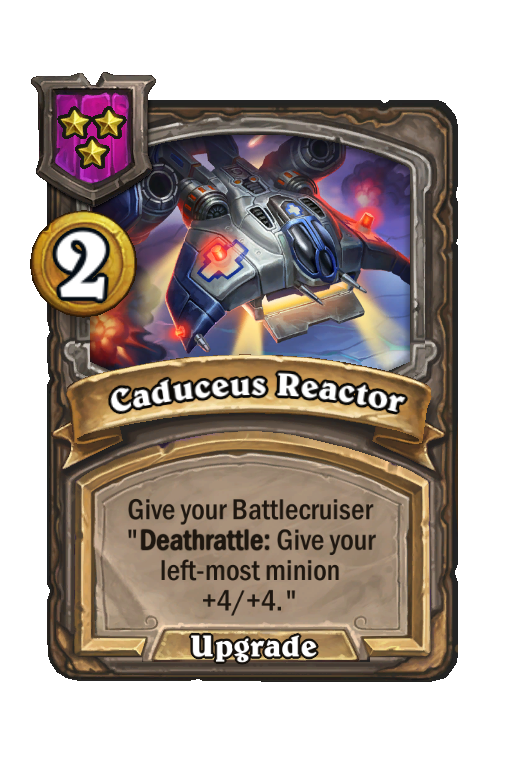 2
Caduceus Reactor
Give your Battlecruiser
"Deathrattle: Give your
left-most minion
+4/+4."
Upgrade